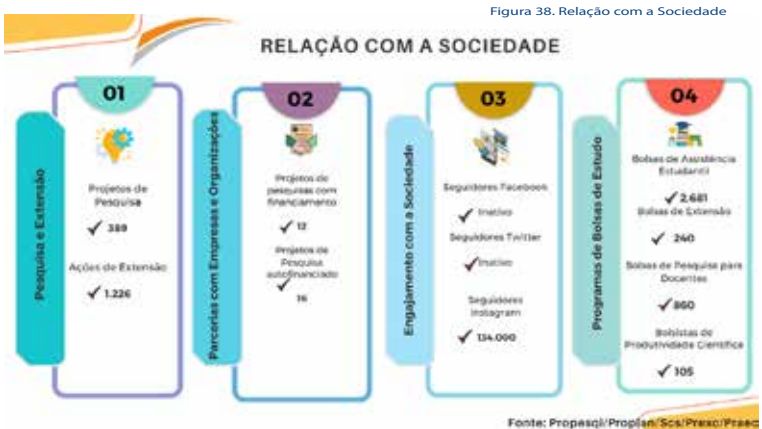 Figura 38. Relação com a Sociedade
RELAÇÃO COM A SOCIEDADE
01
Pesquisa e Extensão
Projetos de
Pesquisa
389
Ações de Extensão
1.226
02
Parcerias com Empresas e Organizações
Projetos de
pesquisas com
financiamento
12
Projetos de
Pesquisa
autofinanciado
16
03
Engajamento com a Sociedade
Seguidores Facebook
Inativo
Seguidores Twitter
Inativo
Seguidores
Instagram
134.000
04
Programas de Bolsas de Estudo
Bolsas de Assistência
Estudantil
2.681
Bolsas de Extensão
240
Bolsas de Pesquisa para
Docentes
860
Bolsistas de
Produtividade Científica
105
Fonte: Propesqi/Proplan/Scs/Prexc/Praec